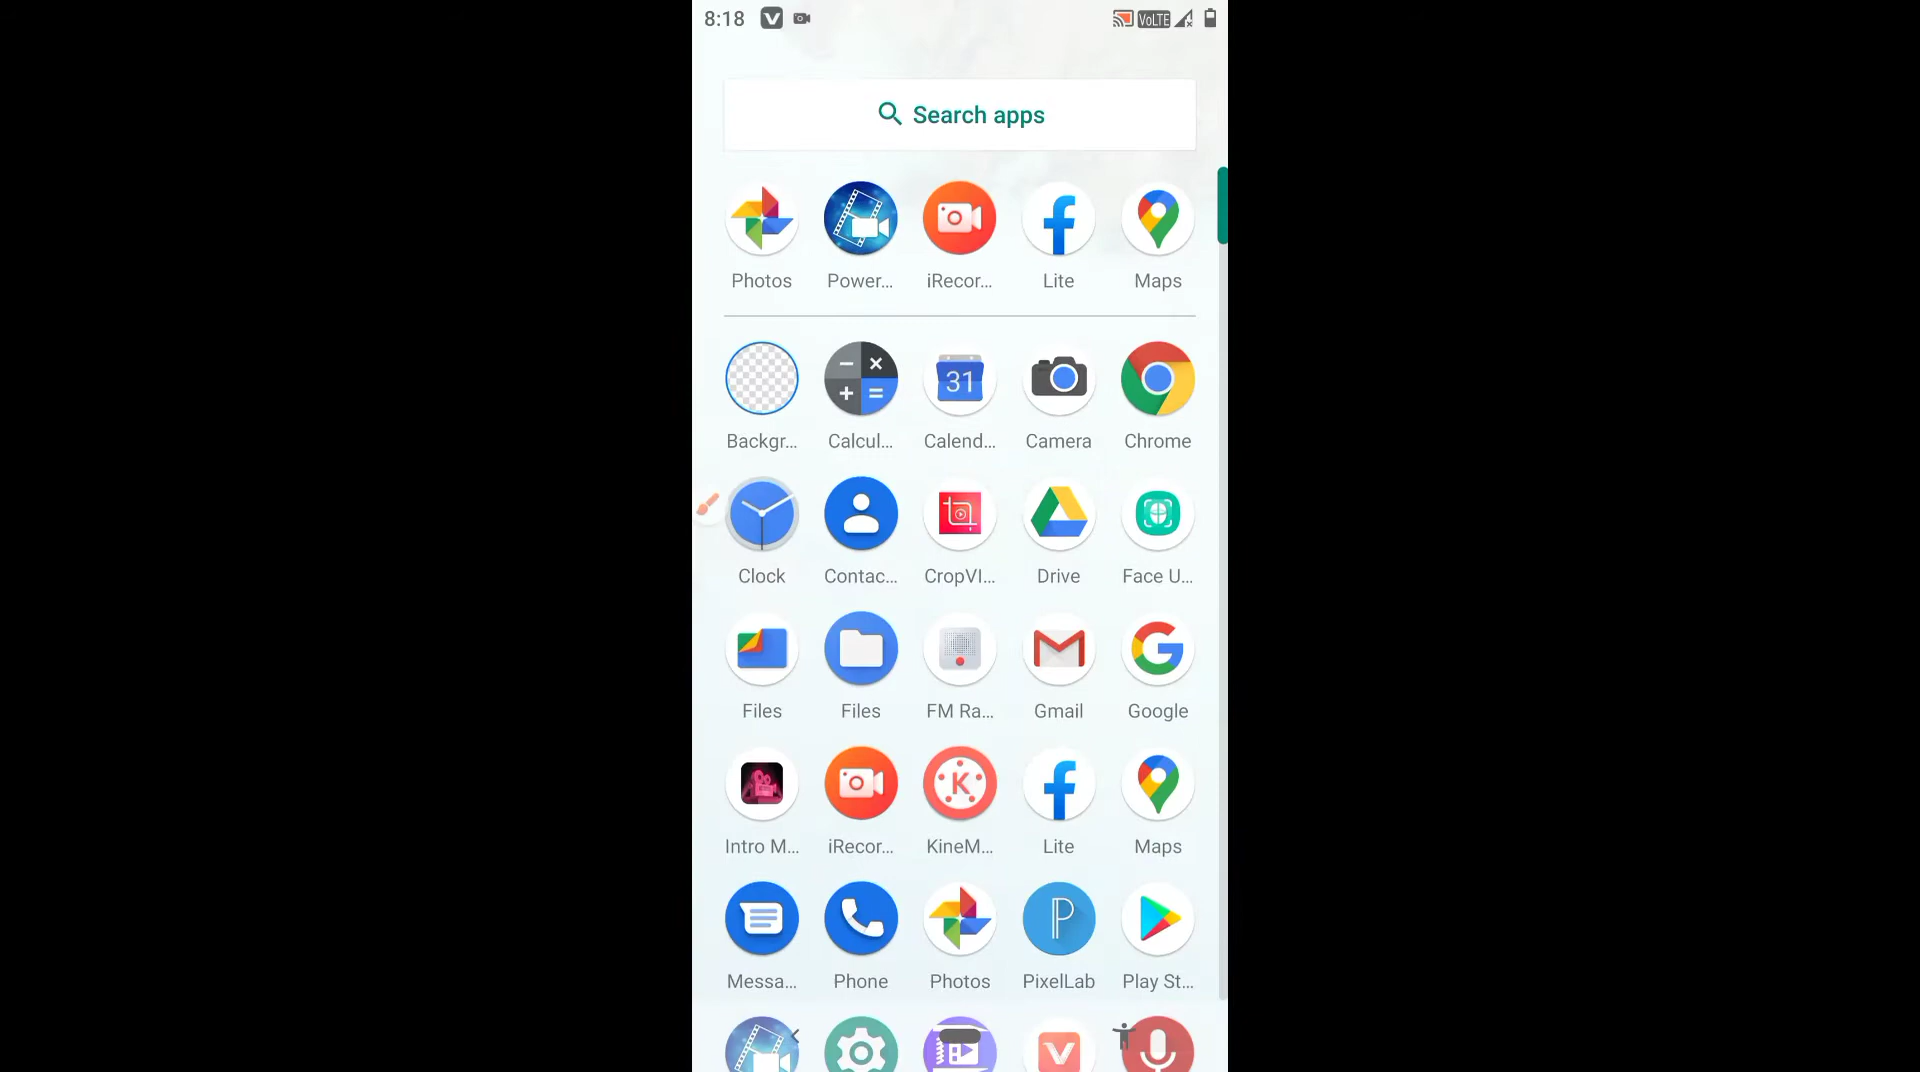 8:18 VoLTE
Search apps
Photos Power... iRecor... Lite Maps
31
Backgr... Calcul... Calend... Camera Chrome
Clock Contac... CropVI... Drive Face U...
Files Files FM Ra... Gmail Google
K
Intro M... iRecor... KineM... Lite Maps
P
Messa... Phone Photos PixelLab Play St...